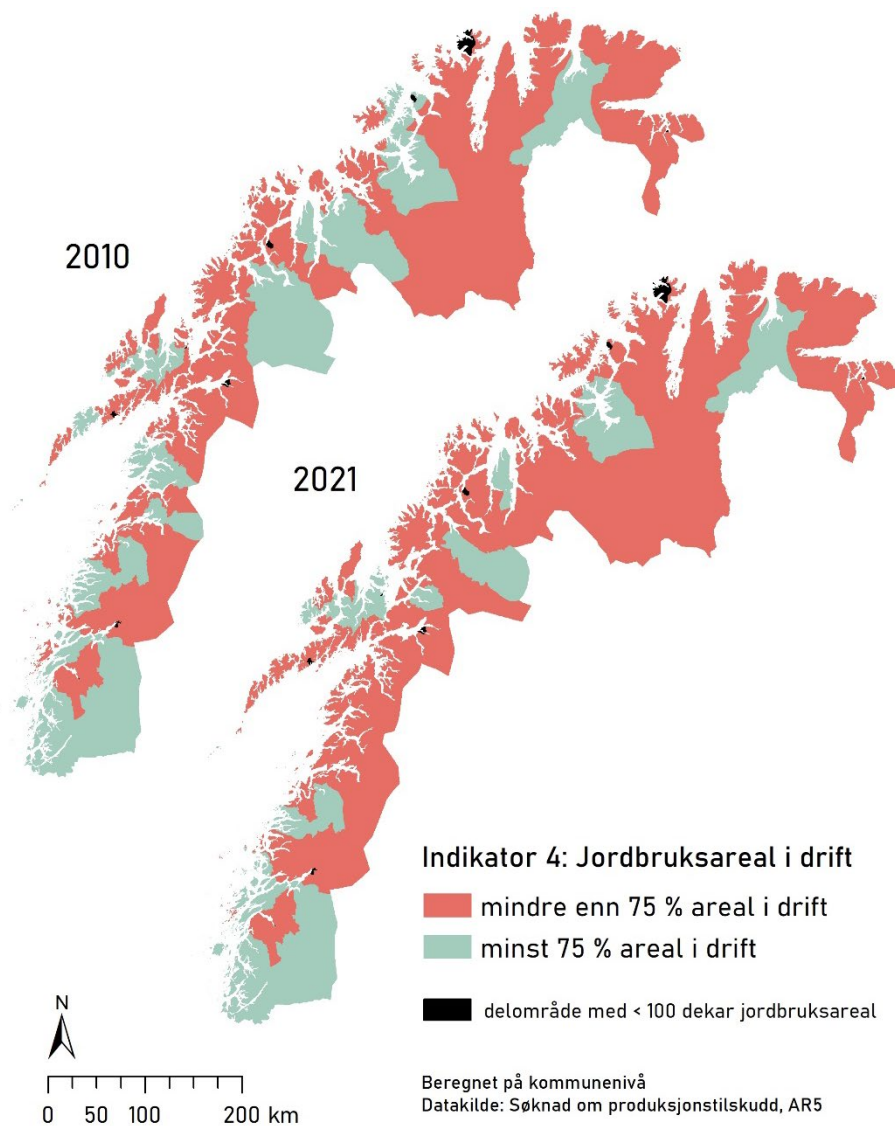 2010
2021
Indikator 4: Jordbruksareal i drift
mindre enn 75 % areal i drift
minst 75 % areal i drift
delområde med < 100 dekar jordbruksareal
N
0 50 100 200 km
Beregnet på kommunenivå
Datakilde: Søknad om produksjonstilskudd, AR5